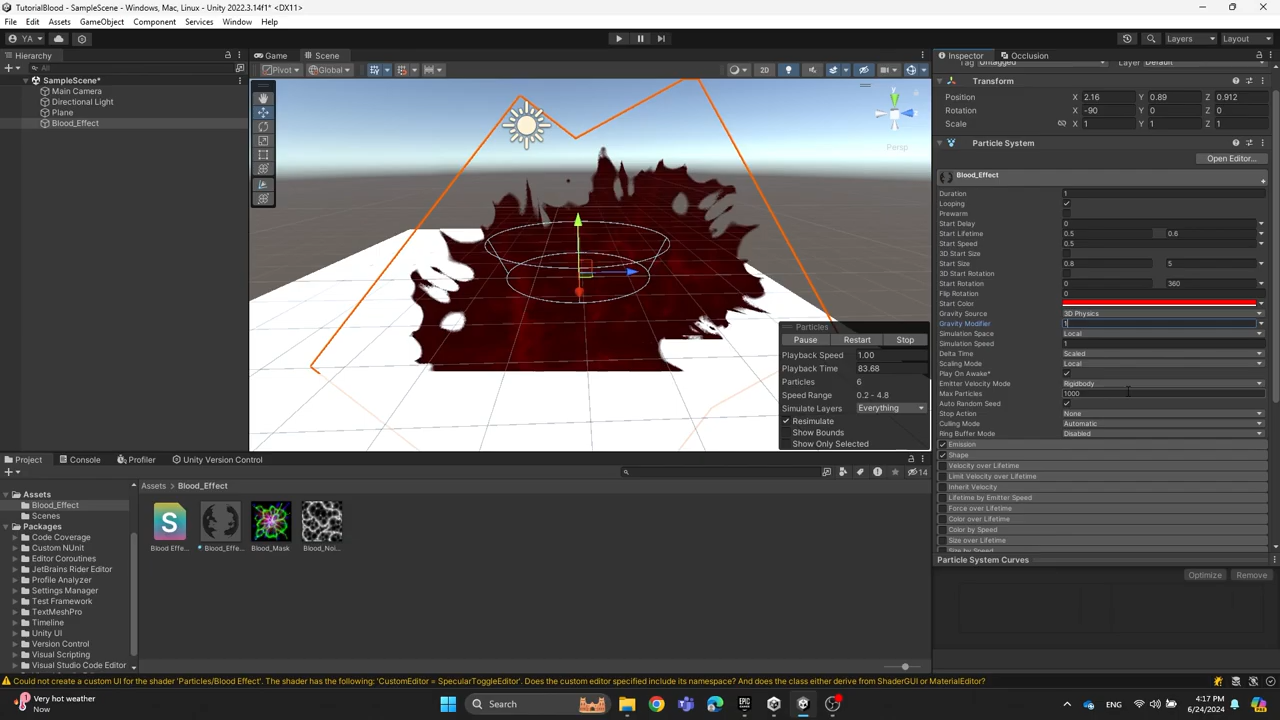 TutorialBlood - SampleScene - Windows, Mac, Linux - Unity 2022.3.14f1* <DX11>
File Edit Assets GameObject Component Services Window Help
YA Layers Layout
Hierarchy Game Scene Inspector Occlusion
All Pivot Global 2D Tag Untagged Layer Default
SampleScene*
Main Camera
Directional Light
Plane
Blood_Effect
y
Persp
Transform
Position X 2.16 Y 0.89 Z 0.912
Rotation X -90 Y 0 Z 0
Scale X 1 Y 1 Z 1
Particle System
Open Editor...
Blood_Effect
Duration 1
Looping
Prewarm
Start Delay 0
Start Lifetime 0.5 0.6
Start Speed 0.5
3D Start Size
Start Size 0.8 5
3D Start Rotation
Start Rotation 0 360
Flip Rotation 0
Start Color
Gravity Source 3D Physics
Gravity Modifier 1
Simulation Space Local
Simulation Speed 1
Delta Time Scaled
Scaling Mode Local
Play On Awake*
Emitter Velocity Mode Rigidbody
Max Particles 1000
Auto Random Seed
Stop Action None
Culling Mode Automatic
Ring Buffer Mode Disabled
Emission
Shape
Velocity over Lifetime
Limit Velocity over Lifetime
Inherit Velocity
Lifetime by Emitter Speed
Force over Lifetime
Color over Lifetime
Color by Speed
Size over Lifetime
Size by Speed
Particle System Curves
Optimize Remove
Particles
Pause Restart Stop
Playback Speed 1.00
Playback Time 83.68
Particles 6
Speed Range 0.2 - 4.8
Simulate Layers Everything
Resimulate
Show Bounds
Show Only Selected
Project Console Profiler Unity Version Control
14
Assets
Blood_Effect
Scenes
Packages
Code Coverage
Custom NUnit
Editor Coroutines
JetBrains Rider Editor
Profile Analyzer
Settings Manager
Test Framework
TextMeshPro
Timeline
Unity UI
Version Control
Visual Scripting
Visual Studio Code Editor
Assets > Blood_Effect
S
Blood Effe... Blood_Effe... Blood_Mask Blood_Noi...
Could not create a custom UI for the shader 'Particles/Blood Effect'. The shader has the following: 'CustomEditor = SpecularToggleEditor'. Does the custom editor specified include its namespace? And does the class either derive from ShaderGUI or MaterialEditor?
Very hot weather
Now
Search
ENG
4:17 PM
6/24/2024